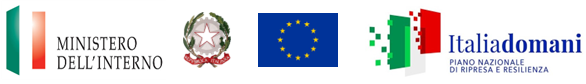 MINISTERO
DELL'INTERNO
Italiadomani
PIANO NAZIONALE
DI RIPRESA E RESILIENZA